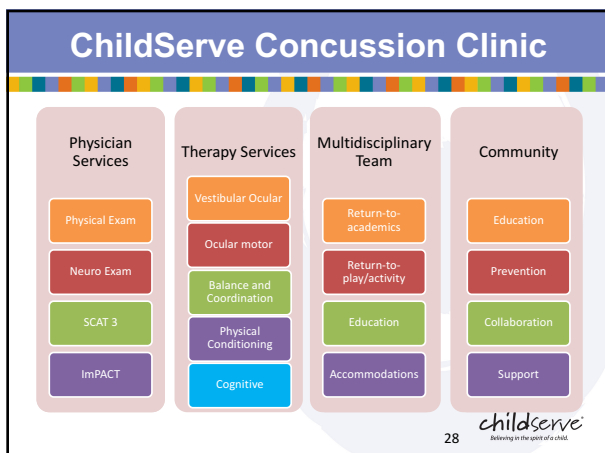 ChildServe Concussion Clinic
Physician
Services
Physical Exam
Neuro Exam
SCAT 3
ImPACT
Therapy Services
Vestibular Ocular
Ocular motor
Balance and
Coordination
Physical
Conditioning
Cognitive
Multidisciplinary
Team
Return-to-
academics
Return-to-
play/activity
Education
Accommodations
Community
Education
Prevention
Collaboration
Support
28
childserve®
Believing in the spirit of a child.